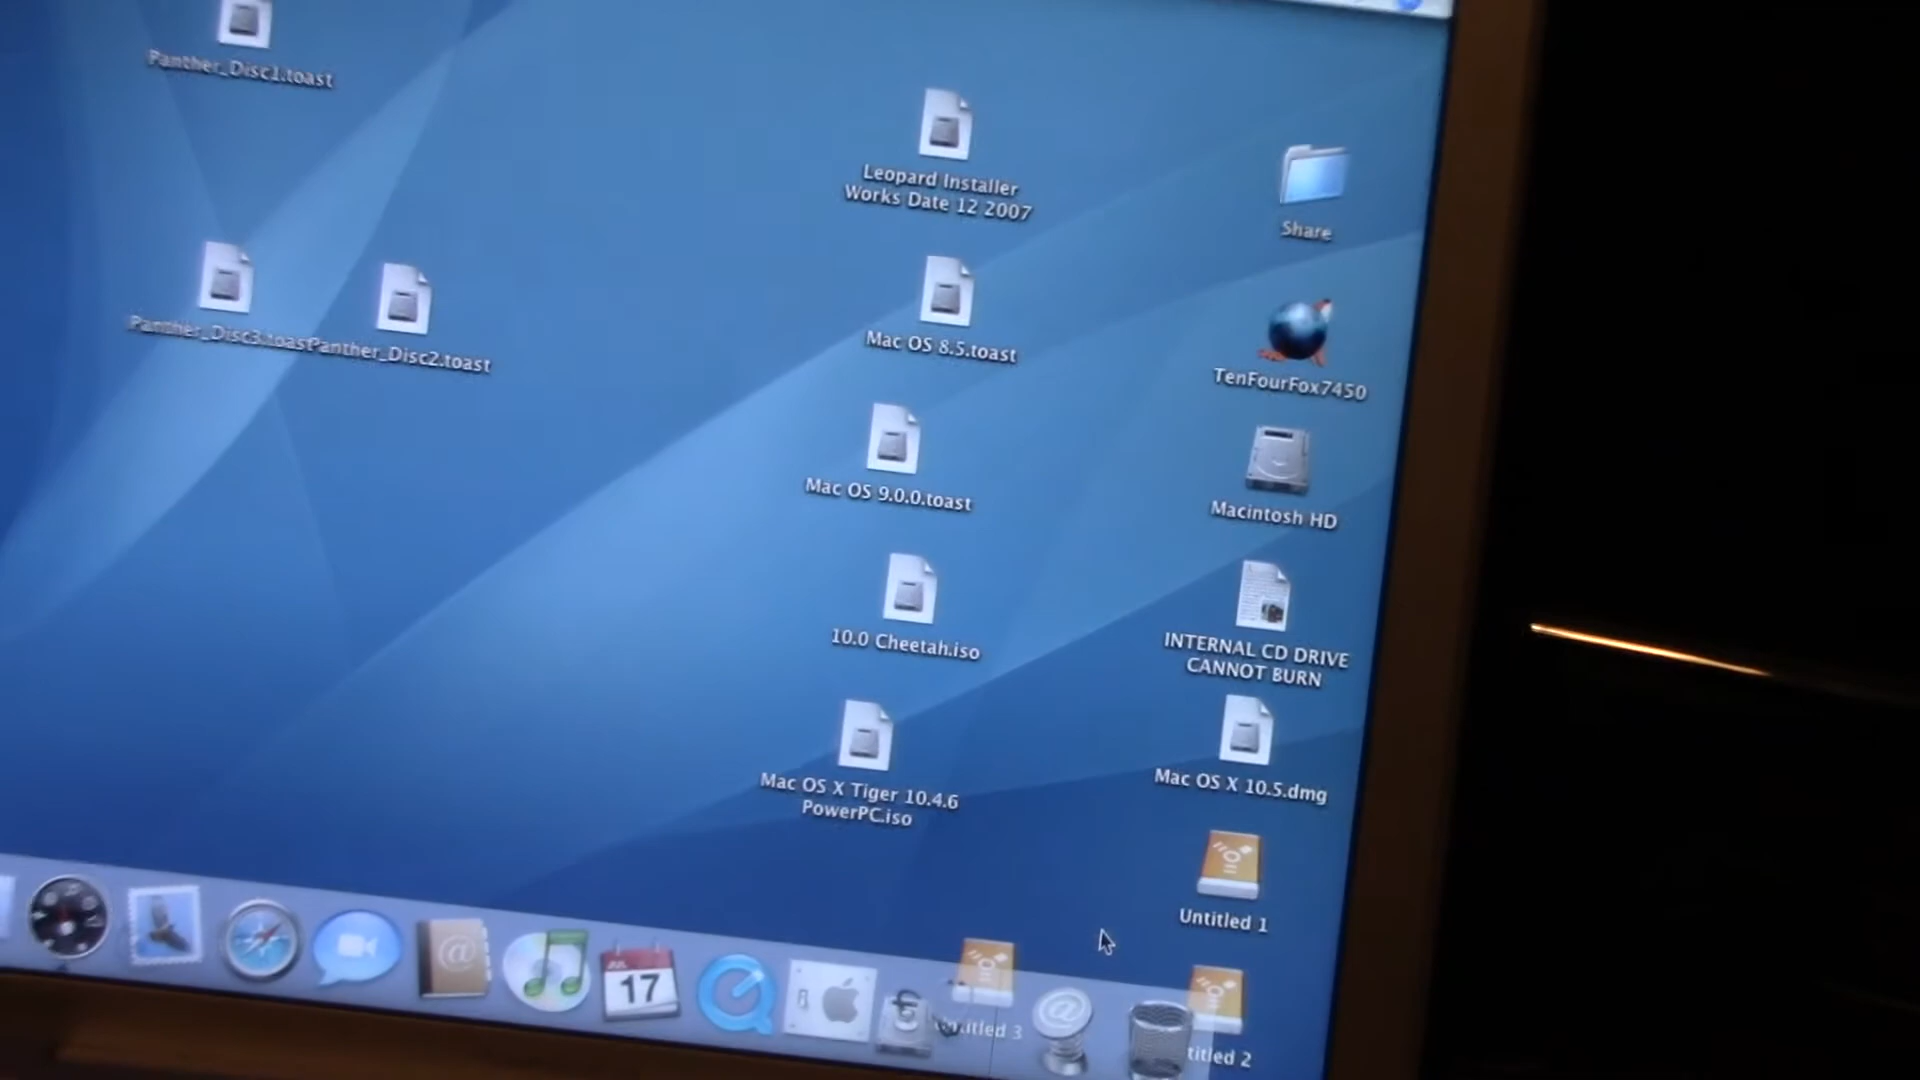 Panther_Disc1.toast
Leopard Installer
Works Date 12 2007
Share
Panther_Disc3.toast
Panther_Disc2.toast
Mac OS 8.5.toast
TenFourFox7450
Mac OS 9.0.0.toast
Macintosh HD
10.0 Cheetah.iso
INTERNAL CD DRIVE
CANNOT BURN
Mac OS X Tiger 10.4.6
PowerPC.iso
Mac OS X 10.5.dmg
Untitled 1
@
17
@
3
titled 2